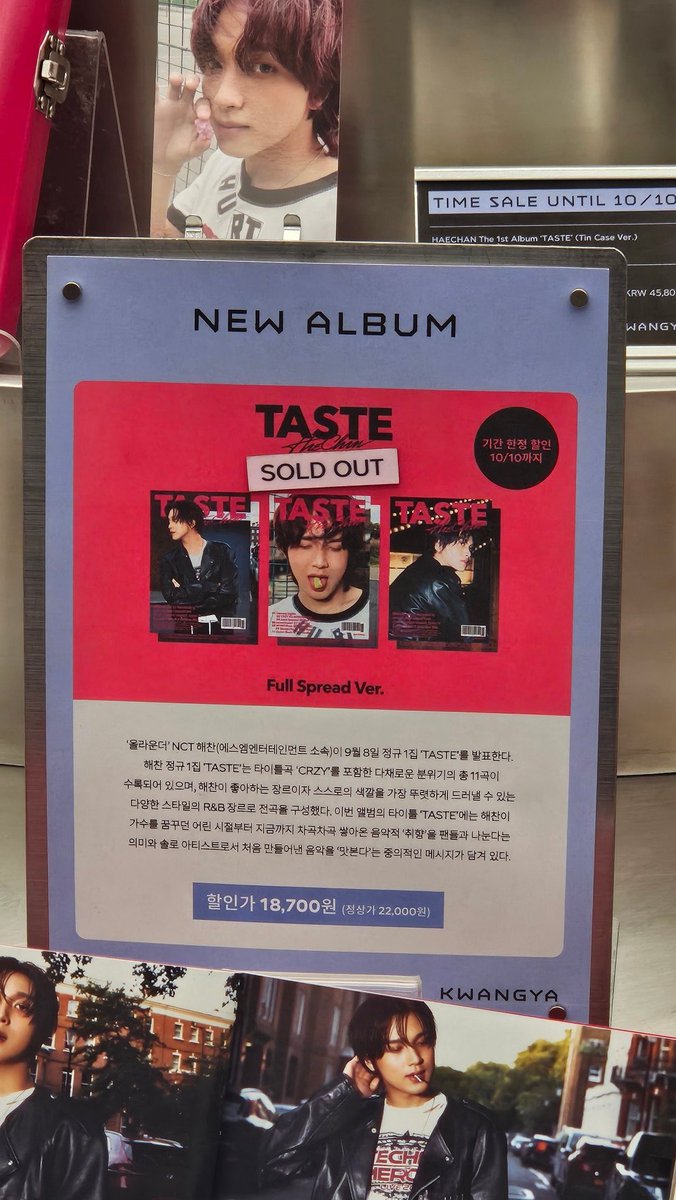 TIME SALE UNTIL 10/10
HAECHAN The 1st Album 'TASTE' (Tin Case Ver.)
KRW 45,80
WANGY
NEW ALBUM
TASTE
TheChan
SOLD OUT
기간 한정 할인
10/10까지
TASTE
TASTE
TASTE
Full Spread Ver.
'올라운더' NCT 해찬(에스엠엔터테인먼트 소속)이 9월 8일 정규 1집 'TASTE'를 발표한다.
해찬 정규 1집 'TASTE'는 타이틀곡 'CRZY'를 포함한 다채로운 분위기의 총 11곡이
수록되어 있으며, 해찬이 좋아하는 장르이자 스스로의 색깔을 가장 뚜렷하게 드러낼 수 있는
다양한 스타일의 R&B 장르로 전곡을 구성했다. 이번 앨범의 타이틀 'TASTE'에는 해찬이
가수를 꿈꾸던 어린 시절부터 지금까지 차곡차곡 쌓아온 음악적 '취향'을 팬들과 나눈다는
의미와 솔로 아티스트로서 처음 만들어낸 음악을 '맛본다'는 중의적인 메시지가 담겨 있다.
할인가 18,700원 (정상가 22,000원)
KWANGYA